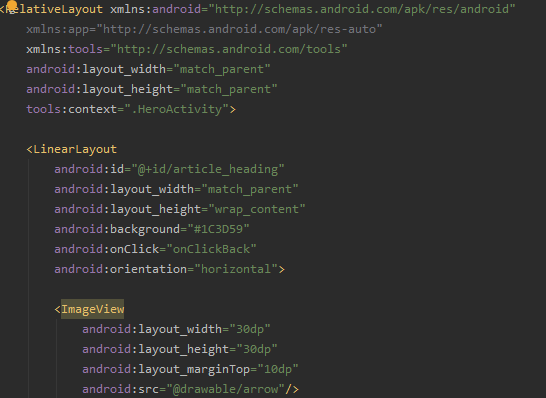 <RelativeLayout xmlns:android="http://schemas.android.com/apk/res/android"
xmlns:app="http://schemas.android.com/apk/res-auto"
xmlns:tools="http://schemas.android.com/tools"
android:layout_width="match_parent"
android:layout_height="match_parent"
tools:context=".HeroActivity">
<LinearLayout
android:id="@+id/article_heading"
android:layout_width="match_parent"
android:layout_height="wrap_content"
android:background="#1C3D59"
android:onClick="onClickBack"
android:orientation="horizontal">
<ImageView
android:layout_width="30dp"
android:layout_height="30dp"
android:layout_marginTop="10dp"
android:src="@drawable/arrow"/>